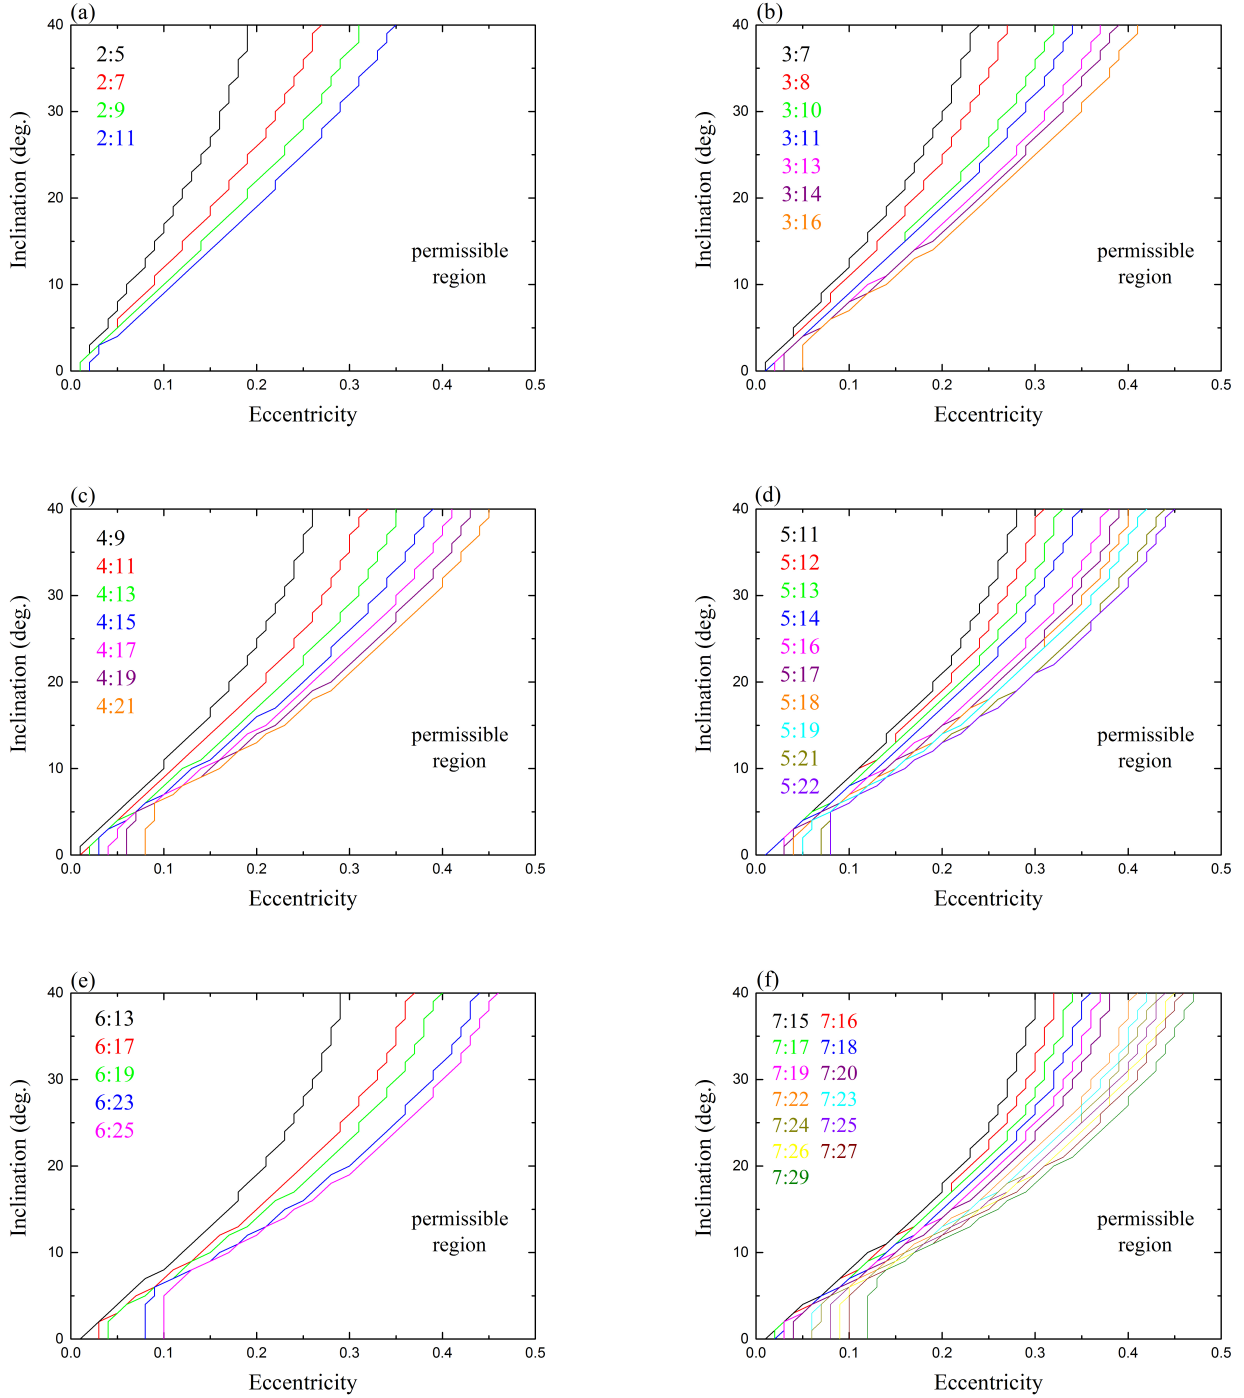 (a)
2:5
2:7
2:9
2:11
permissible
region
Inclination (deg.)
0
10
20
30
40
0.0 0.1 0.2 0.3 0.4 0.5
Eccentricity
(b)
3:7
3:8
3:10
3:11
3:13
3:14
3:16
permissible
region
Inclination (deg.)
0
10
20
30
40
0.0 0.1 0.2 0.3 0.4 0.5
Eccentricity
(c)
4:9
4:11
4:13
4:15
4:17
4:19
4:21
permissible
region
Inclination (deg.)
0
10
20
30
40
0.0 0.1 0.2 0.3 0.4 0.5
Eccentricity
(d)
5:11
5:12
5:13
5:14
5:16
5:17
5:18
5:19
5:21
5:22
permissible
region
Inclination (deg.)
0
10
20
30
40
0.0 0.1 0.2 0.3 0.4 0.5
Eccentricity
(e)
6:13
6:17
6:19
6:23
6:25
permissible
region
Inclination (deg.)
0
10
20
30
40
0.0 0.1 0.2 0.3 0.4 0.5
Eccentricity
(f)
7:15 7:16
7:17 7:18
7:19 7:20
7:22 7:23
7:24 7:25
7:26 7:27
7:29
permissible
region
Inclination (deg.)
0
10
20
30
40
0.0 0.1 0.2 0.3 0.4 0.5
Eccentricity